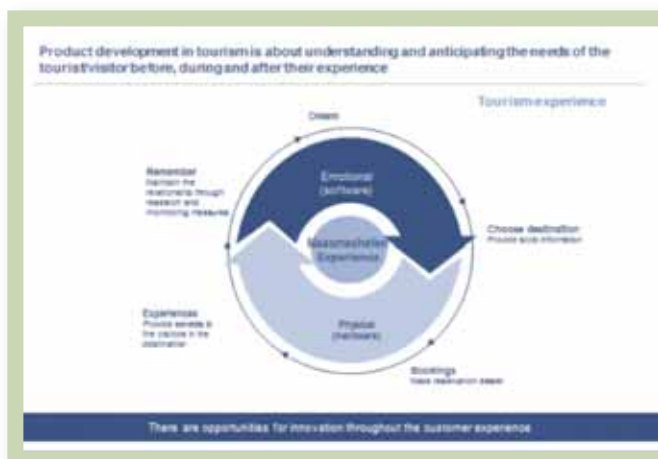 Product development in tourism is about understanding and anticipating the needs of the
tourist/visitor before, during and after their experience
Tourism experience
Dream
Emotional
(software)
Remember
Maintain the
relationship through
research and
monitoring measures
Experience
Choose destination
Provide information
Experiences
Provide services to
the visitors in the
destination
Physical
(hardware)
Bookings
Make reservation easier
There are opportunities for innovation throughout the customer experience